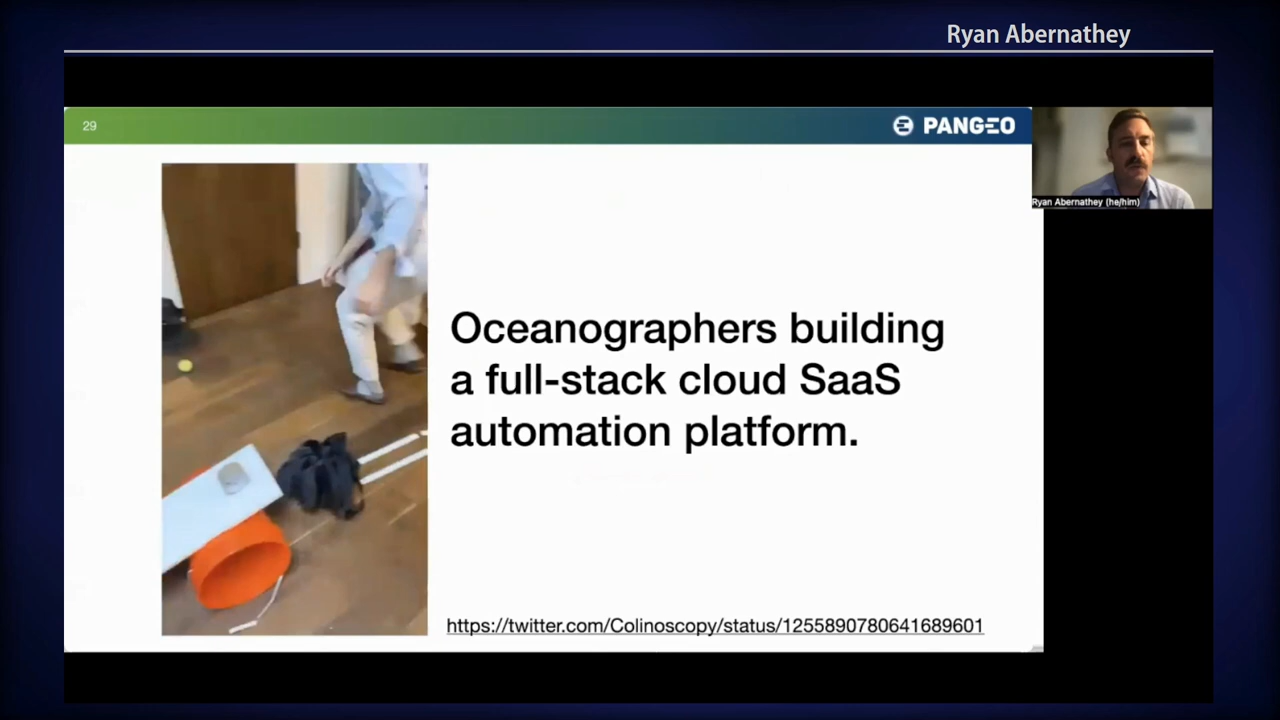 Ryan Abernathey
29
PANGEO
Ryan Abernathey (he/him)
Oceanographers building
a full-stack cloud SaaS
automation platform.
https://twitter.com/Colinoscopy/status/1255890780641689601